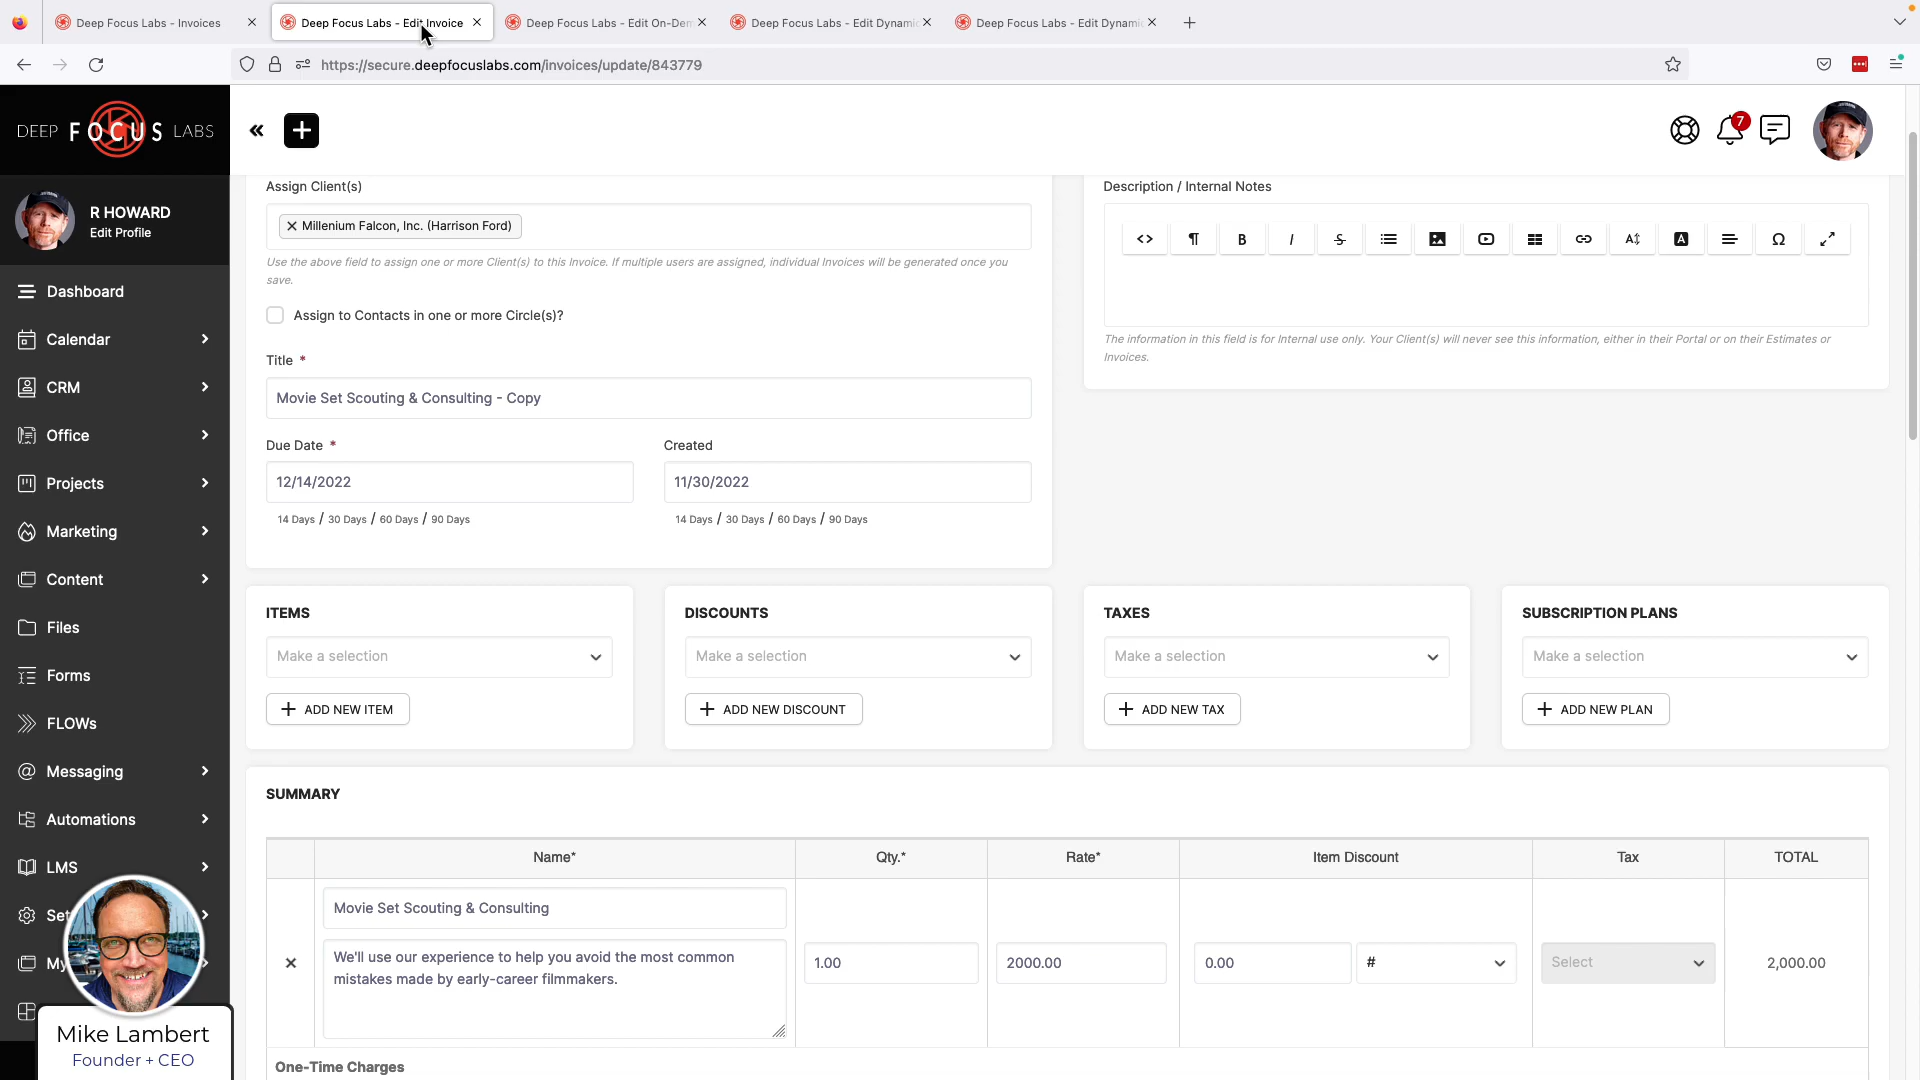 Deep Focus Labs - Invoices
Deep Focus Labs - Edit Invoice
Deep Focus Labs - Edit On-Dem
Deep Focus Labs - Edit Dynamic
Deep Focus Labs - Edit Dynami
https://secure.deepfocuslabs.com/invoices/update/843779
DEEP FOCUS LABS
7
R HOWARD
Edit Profile
Dashboard
Calendar
CRM
Office
Projects
Marketing
Content
Files
Forms
FLOWs
Messaging
Automations
LMS
Set
My
Mike Lambert
Founder + CEO
Assign Client(s)
Millenium Falcon, Inc. (Harrison Ford)
Use the above field to assign one or more Client(s) to this Invoice. If multiple users are assigned, individual Invoices will be generated once you
save.
Assign to Contacts in one or more Circle(s)?
Title *
Movie Set Scouting & Consulting - Copy
Due Date *
Created
12/14/2022
11/30/2022
14 Days / 30 Days / 60 Days / 90 Days
14 Days / 30 Days / 60 Days / 90 Days
Description / Internal Notes
The information in this field is for Internal use only. Your Client(s) will never see this information, either in their Portal or on their Estimates or
Invoices.
ITEMS
Make a selection
ADD NEW ITEM
DISCOUNTS
Make a selection
ADD NEW DISCOUNT
TAXES
Make a selection
ADD NEW TAX
SUBSCRIPTION PLANS
Make a selection
ADD NEW PLAN
SUMMARY
Name* Qty.* Rate* Item Discount Tax TOTAL
Movie Set Scouting & Consulting
We'll use our experience to help you avoid the most common
mistakes made by early-career filmmakers.
1.00 2000.00 0.00 # Select 2,000.00
One-Time Charges